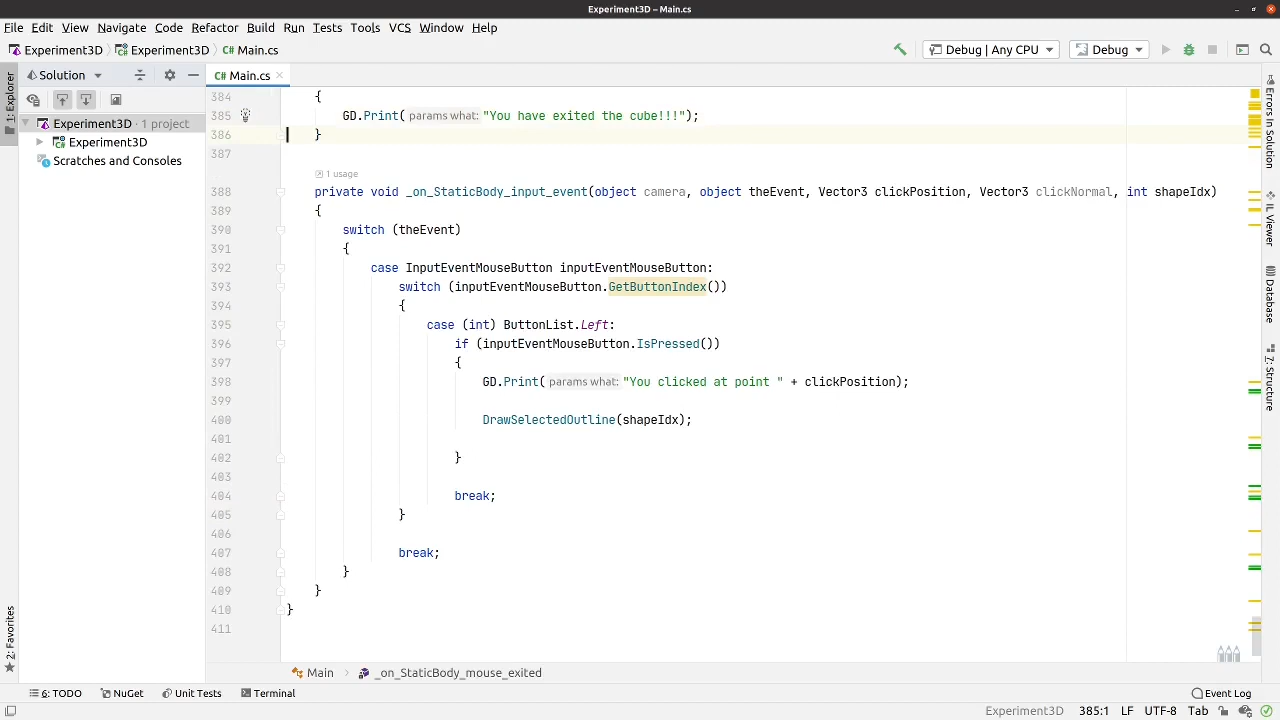 Experiment3D – Main.cs
File Edit View Navigate Code Refactor Build Run Tests Tools VCS Window Help
Experiment3D Experiment3D C# Main.cs Debug | Any CPU Debug
1: Explorer
Solution
Experiment3D · 1 project
Experiment3D
Scratches and Consoles
2: Favorites
C# Main.cs
384 {
385 GD.Print( params what: "You have exited the cube!!!");
386 }
387
1 usage
388 private void _on_StaticBody_input_event(object camera, object theEvent, Vector3 clickPosition, Vector3 clickNormal, int shapeIdx)
389 {
390 switch (theEvent)
391 {
392 case InputEventMouseButton inputEventMouseButton:
393 switch (inputEventMouseButton.GetButtonIndex())
394 {
395 case (int) ButtonList.Left:
396 if (inputEventMouseButton.IsPressed())
397 {
398 GD.Print( params what: "You clicked at point " + clickPosition);
399
400 DrawSelectedOutline(shapeIdx);
401
402 }
403
404 break;
405 }
406
407 break;
408 }
409 }
410 }
411
Errors In Solution
IL Viewer
Database
7: Structure
Main _on_StaticBody_mouse_exited
6: TODO NuGet Unit Tests Terminal Event Log
Experiment3D 385:1 LF UTF-8 Tab